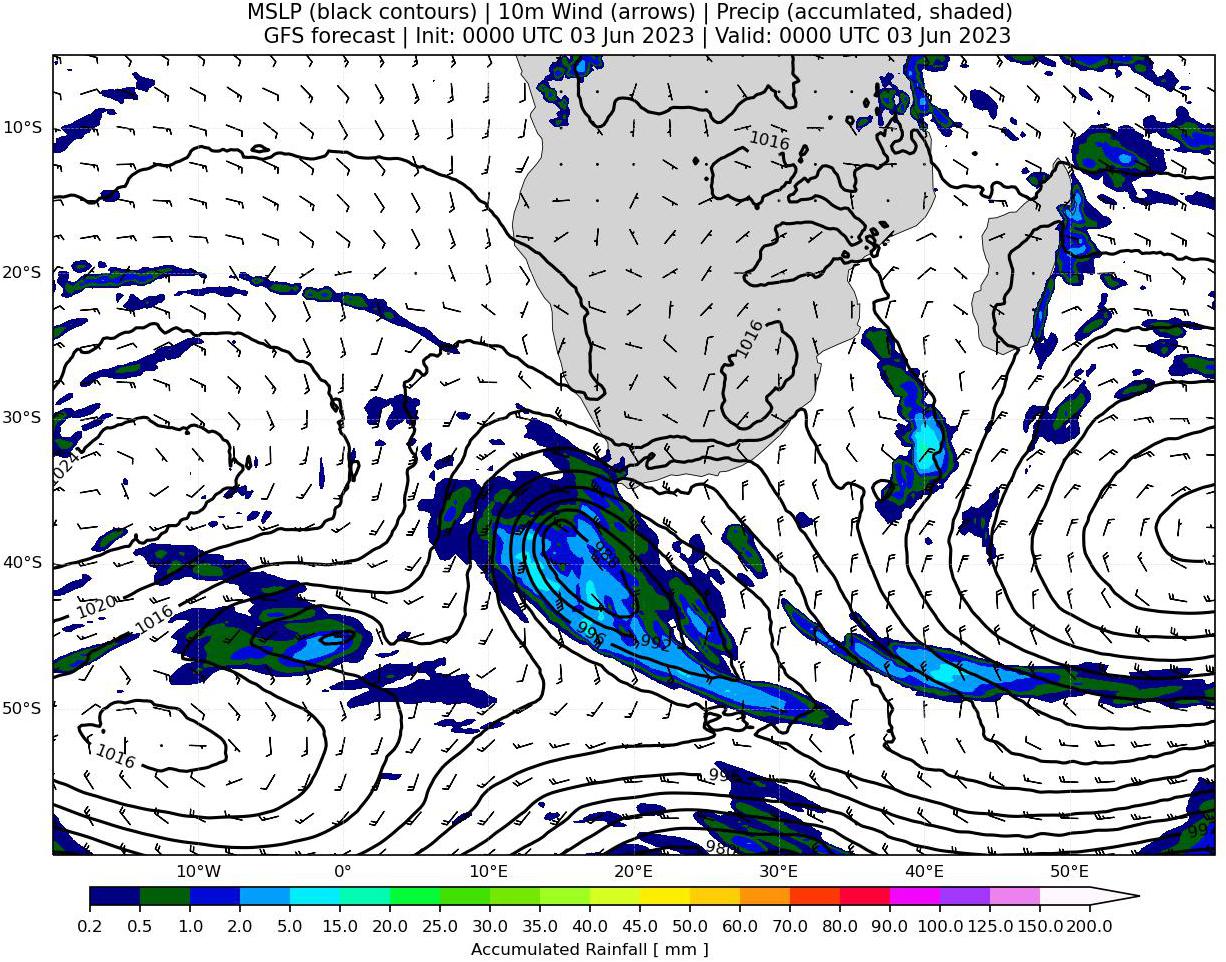 MSLP (black contours) | 10m Wind (arrows) | Precip (accumlated, shaded)
GFS forecast | Init: 0000 UTC 03 Jun 2023 | Valid: 0000 UTC 03 Jun 2023
10°S
1016
20°S
1016
30°S
1024
40°S
1020
1016
996
992
50°S
1016
980
10°W
0°
10°E
20°E
30°E
40°E
50°E
0.2 0.5 1.0 2.0 5.0 10.0 15.0 20.0 25.0 30.0 35.0 40.0 45.0 50.0 60.0 70.0 80.0 90.0 100.0 125.0 150.0 200.0
Accumulated Rainfall [ mm ]